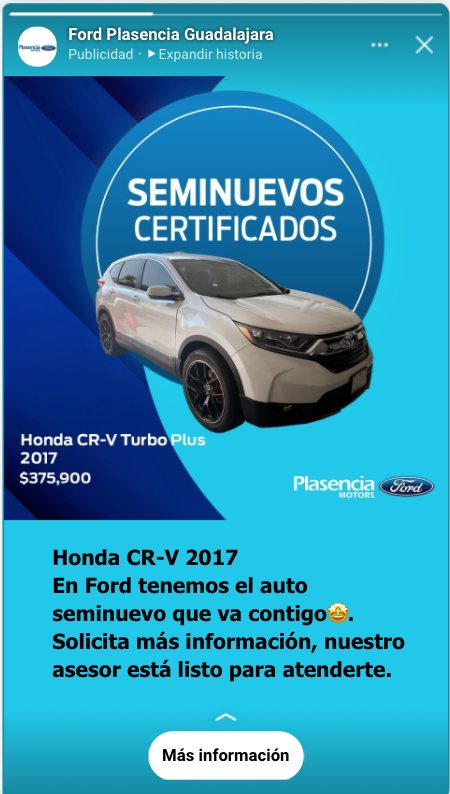 Ford Plasencia Guadalajara
Publicidad · Expandir historia
SEMINUEVOS
CERTIFICADOS
Honda CR-V Turbo Plus
2017
$375,900
Plasencia
MOTORS
Ford
Honda CR-V 2017
En Ford tenemos el auto
seminuevo que va contigo🤩.
Solicita más información, nuestro
asesor está listo para atenderte.
Más información